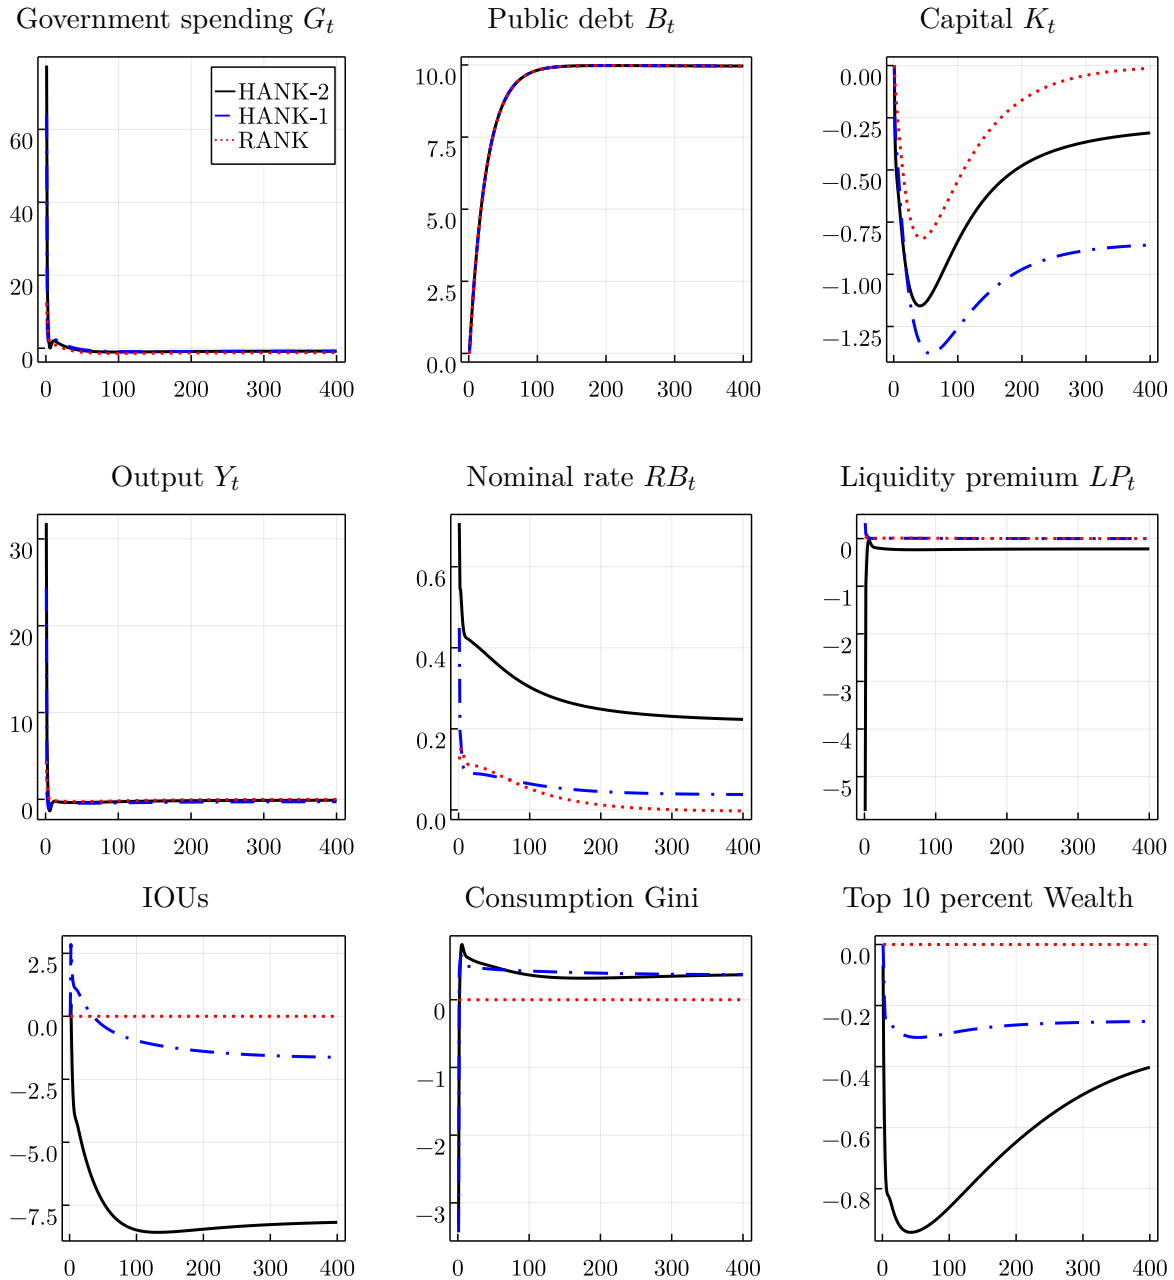 Government spending G_t
Public debt B_t
Capital K_t
HANK-2
HANK-1
RANK
60
40
20
0
0 100 200 300 400
10.0
7.5
5.0
2.5
0.0
0 100 200 300 400
0.00
−0.25
−0.50
−0.75
−1.00
−1.25
0 100 200 300 400
Output Y_t
Nominal rate RB_t
Liquidity premium LP_t
30
20
10
0
0 100 200 300 400
0.6
0.4
0.2
0.0
0 100 200 300 400
0
−1
−2
−3
−4
−5
0 100 200 300 400
IOUs
Consumption Gini
Top 10 percent Wealth
2.5
0.0
−2.5
−5.0
−7.5
0 100 200 300 400
0
−1
−2
−3
0 100 200 300 400
0.0
−0.2
−0.4
−0.6
−0.8
0 100 200 300 400